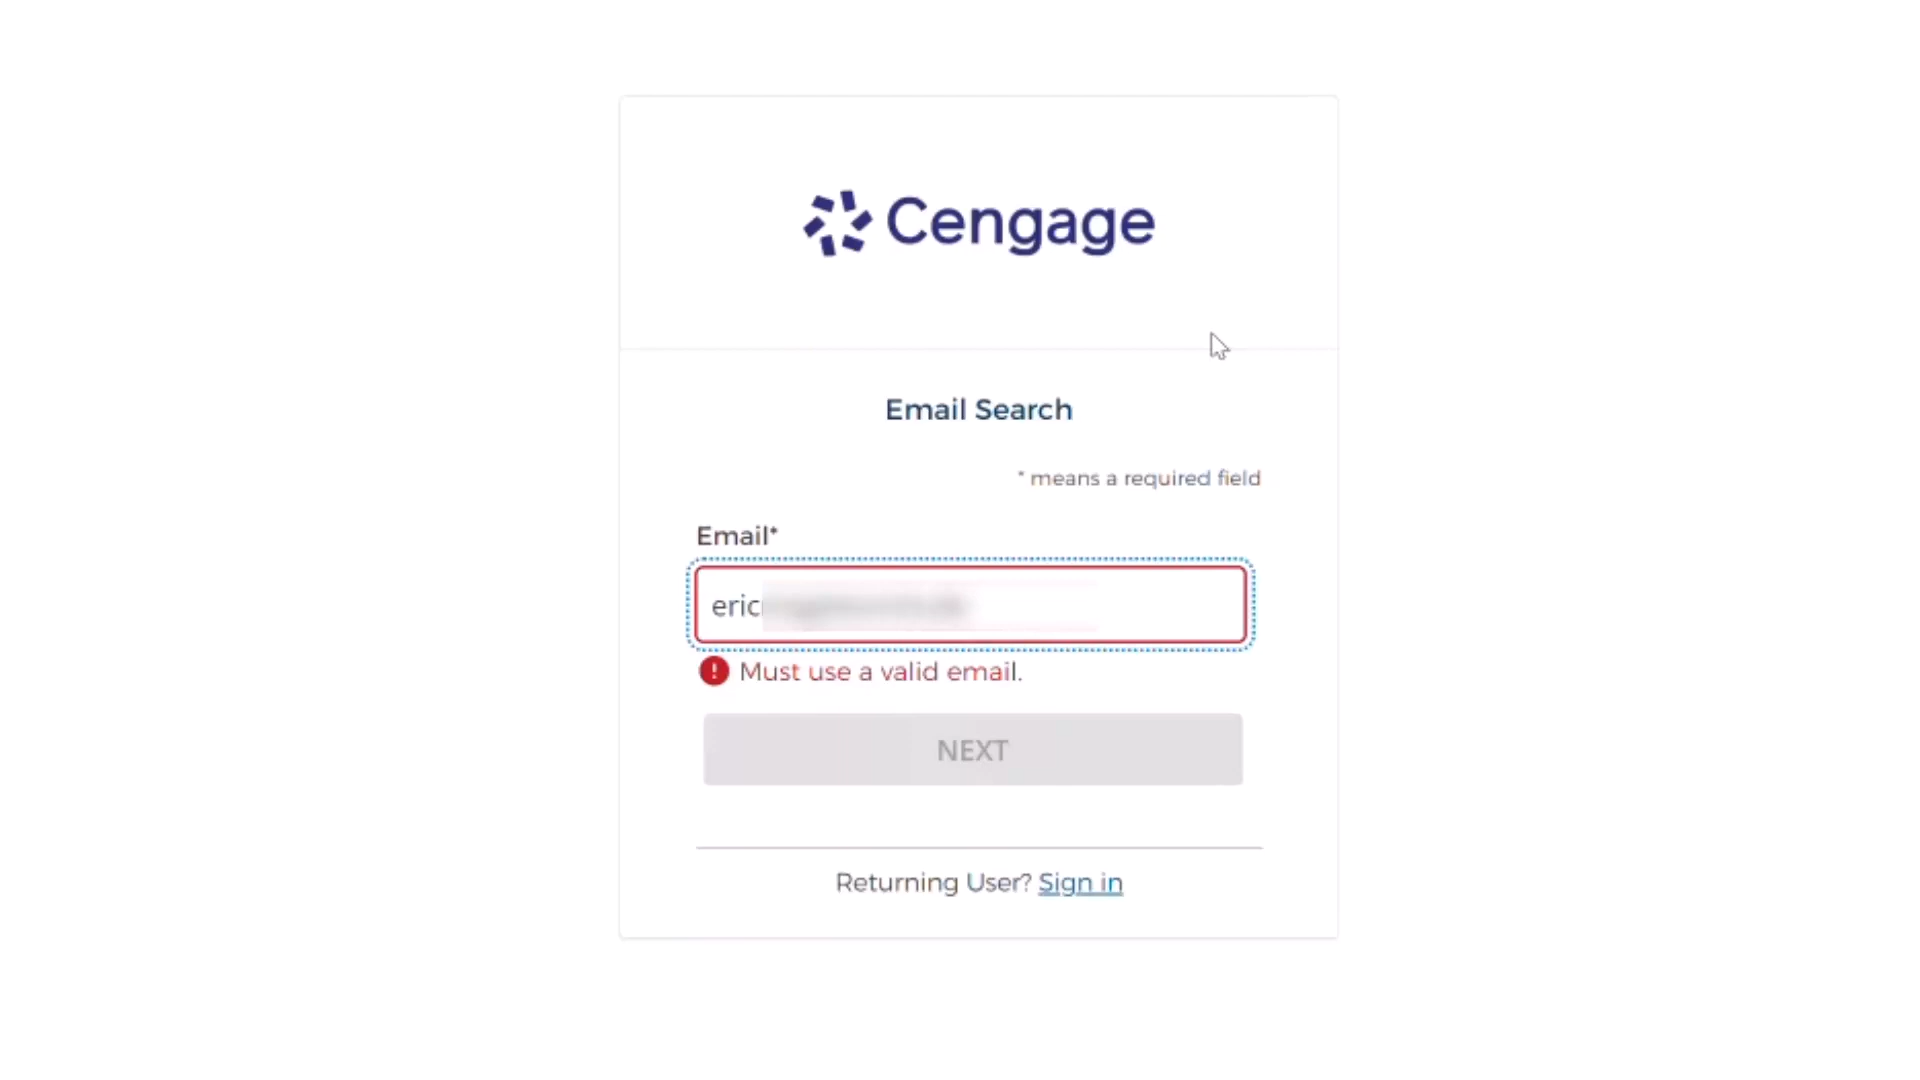 Cengage
Email Search
* means a required field
Email*
eric
Must use a valid email.
NEXT
Returning User? Sign in